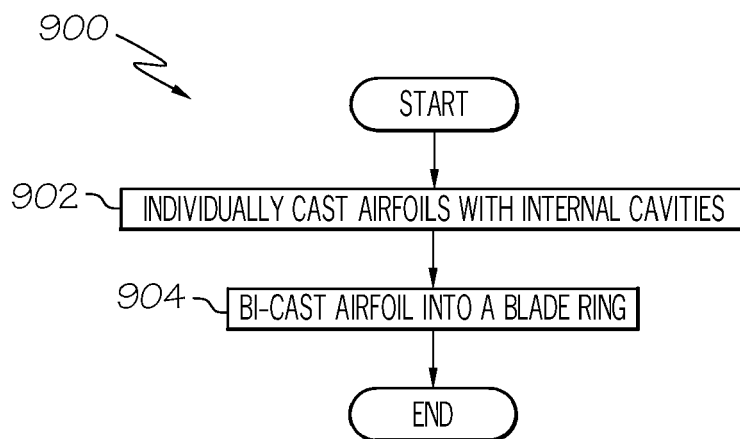 900
START
902
INDIVIDUALLY CAST AIRFOILS WITH INTERNAL CAVITIES
904
BI-CAST AIRFOIL INTO A BLADE RING
END